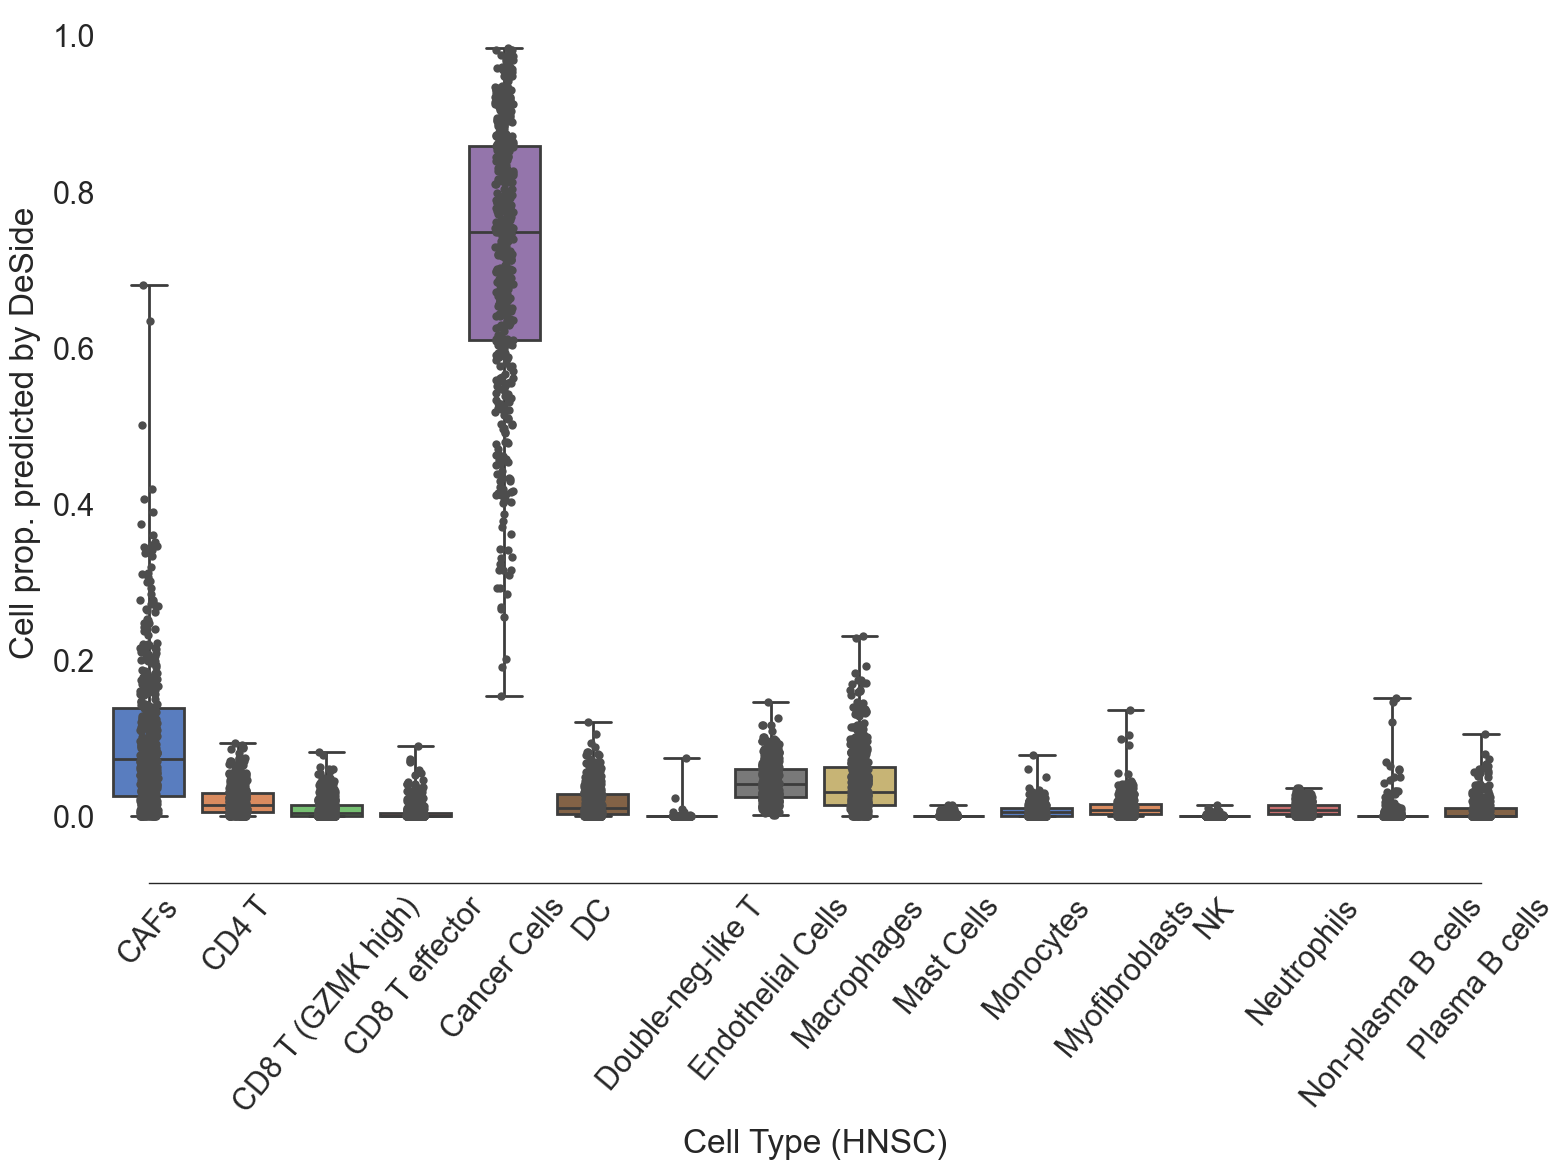 1.0
0.8
0.6
0.4
0.2
0.0
Cell prop. predicted by DeSide
CAFs
CD4 T
CD8 T (GZMK high)
CD8 T effector
Cancer Cells
DC
Double-neg-like T
Endothelial Cells
Macrophages
Mast Cells
Monocytes
Myofibroblasts
NK
Neutrophils
Non-plasma B cells
Plasma B cells
Cell Type (HNSC)